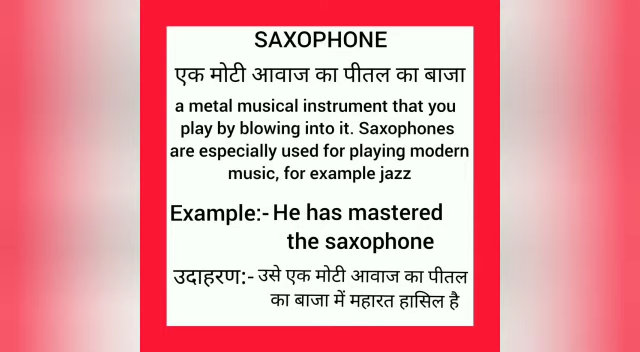 SAXOPHONE
एक मोटी आवाज का पीतल का बाजा
a metal musical instrument that you
play by blowing into it. Saxophones
are especially used for playing modern
music, for example jazz
Example:- He has mastered
the saxophone
उदाहरण:- उसे एक मोटी आवाज का पीतल
का बाजा में महारत हासिल है